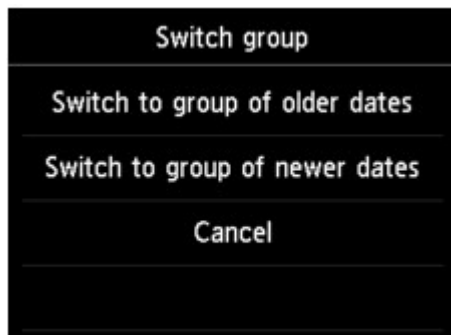 Switch group
Switch to group of older dates
Switch to group of newer dates
Cancel